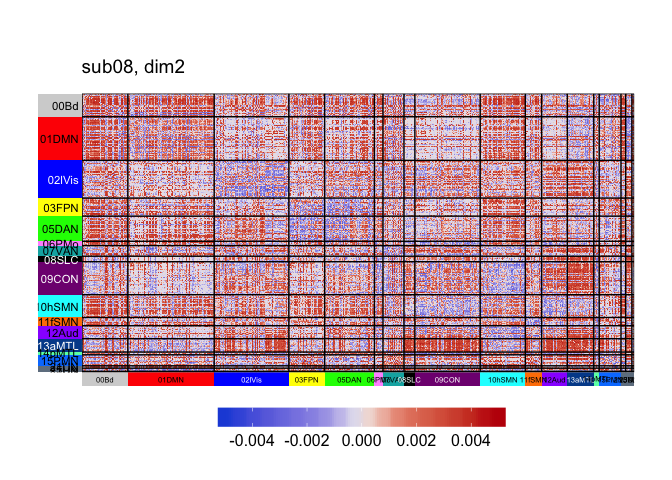 sub08, dim2
00Bd
01DMN
02lVis
03FPN
05DAN
06PMo
07VAN
08SLC
09CON
10hSMN
11fSMN
12Aud
13aMTL
15PMN
00Bd 01DMN 02lVis 03FPN 05DAN 08SLC 09CON 10hSMN 11fSMN 12Aud
-0.004 -0.002 0.000 0.002 0.004